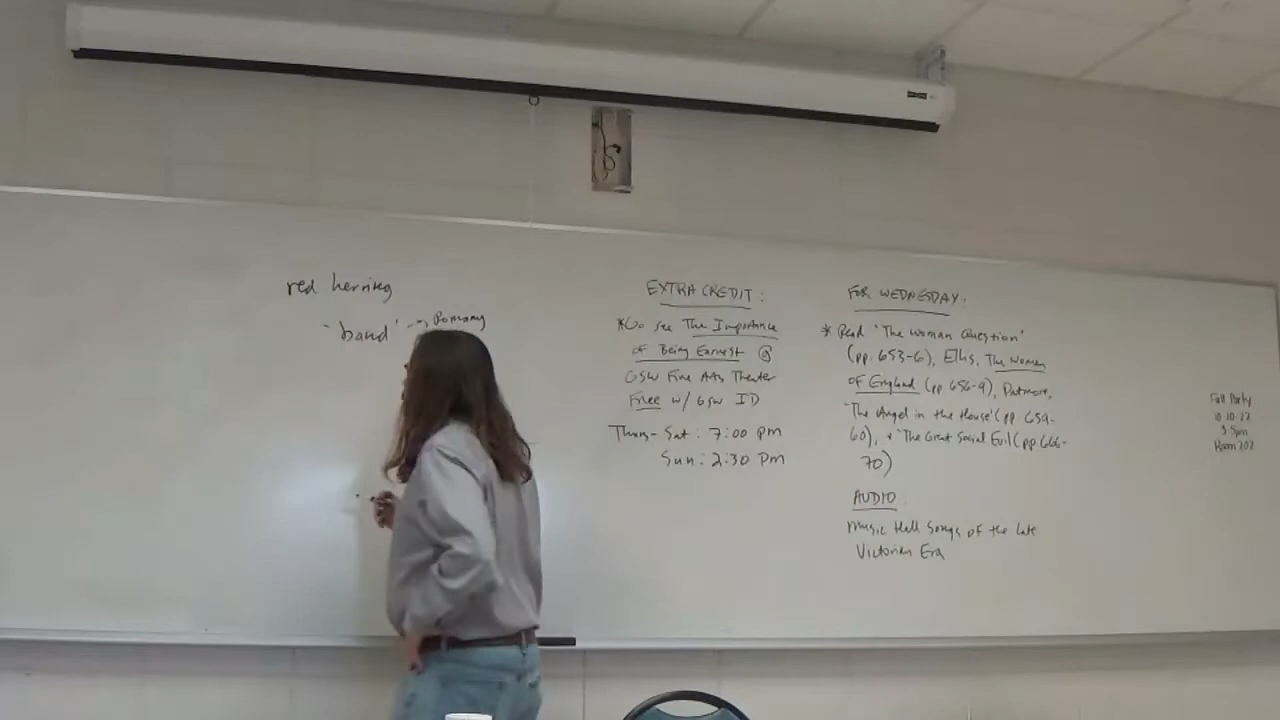 red herring
'band' → Romany
EXTRA CREDIT:
*Go see The Importance
of Being Earnest @
GSW Fine Arts Theater
Free w/ GSW ID
Thurs-Sat: 7:00 pm
Sun: 2:30 pm
FOR WEDNESDAY:
* Read 'The Woman Question'
(pp. 653-6), Ellis, The Women
of England (pp. 656-9), Patmore,
'The Angel in the House' (pp. 659-
60), + 'The Great Social Evil' (pp. 666-
70)
AUDIO
Music Hall Songs of the Late
Victorian Era
Fall Party
10-10-22
5pm
Room 202